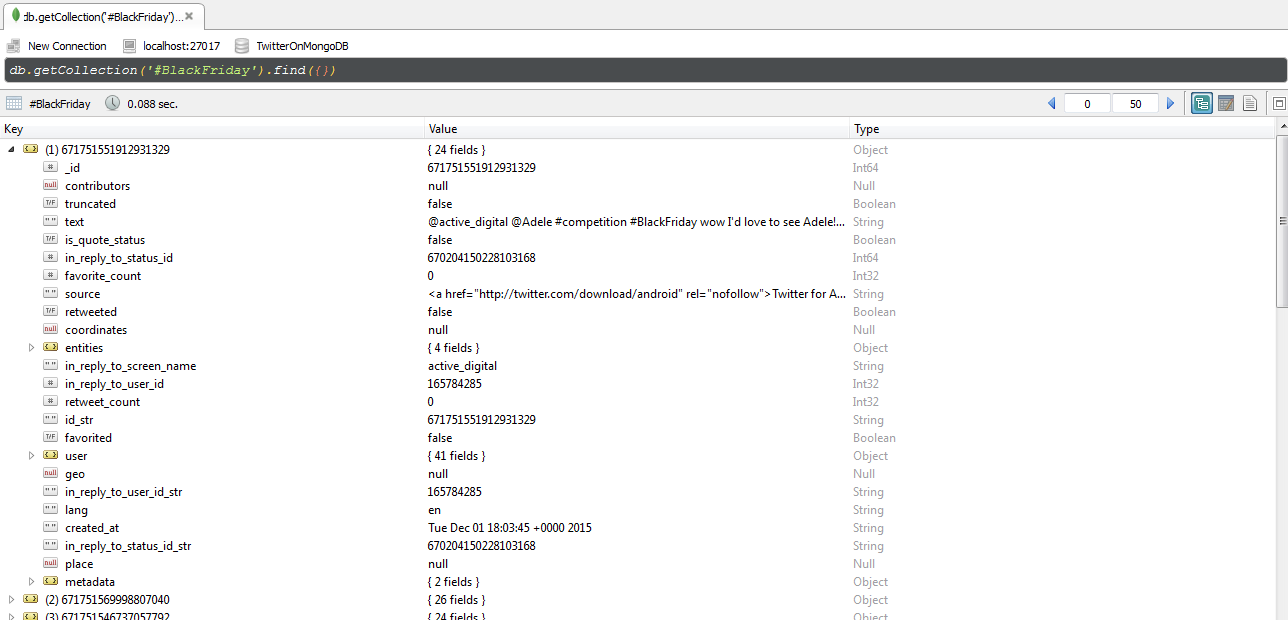 db.getCollection('#BlackFriday')...
New Connection localhost:27017 TwitterOnMongoDB
db.getCollection('#BlackFriday').find({})
#BlackFriday 0.088 sec. 0 50
Key Value Type
(1) 671751551912931329 { 24 fields } Object
# _id 671751551912931329 Int64
null contributors null Null
T/F truncated false Boolean
"" text @active_digital @Adele #competition #BlackFriday wow I'd love to see Adele!... String
T/F is_quote_status false Boolean
# in_reply_to_status_id 670204150228103168 Int64
# favorite_count 0 Int32
"" source <a href="http://twitter.com/download/android" rel="nofollow">Twitter for A... String
T/F retweeted false Boolean
null coordinates null Null
entities { 4 fields } Object
"" in_reply_to_screen_name active_digital String
# in_reply_to_user_id 165784285 Int32
# retweet_count 0 Int32
"" id_str 671751551912931329 String
T/F favorited false Boolean
user { 41 fields } Object
null geo null Null
"" in_reply_to_user_id_str 165784285 String
"" lang en String
"" created_at Tue Dec 01 18:03:45 +0000 2015 String
"" in_reply_to_status_id_str 670204150228103168 String
null place null Null
metadata { 2 fields } Object
(2) 671751569998807040 { 26 fields } Object
(3) 671751546737057792 { 24 fields } Object